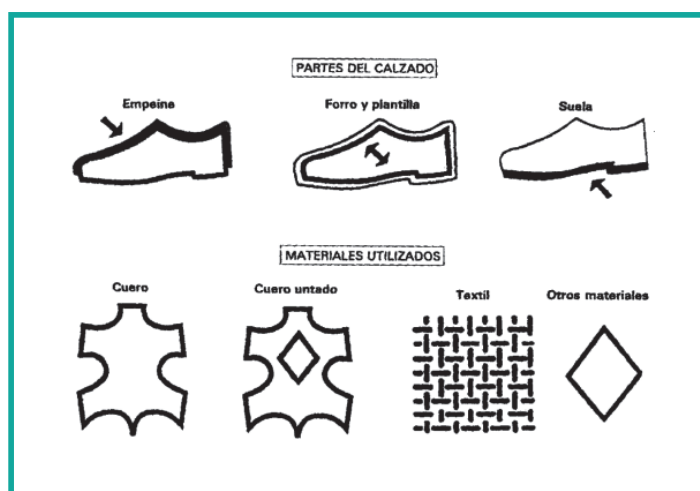 PARTES DEL CALZADO
Empeine
Forro y plantilla
Suela
MATERIALES UTILIZADOS
Cuero
Cuero untado
Textil
Otros materiales